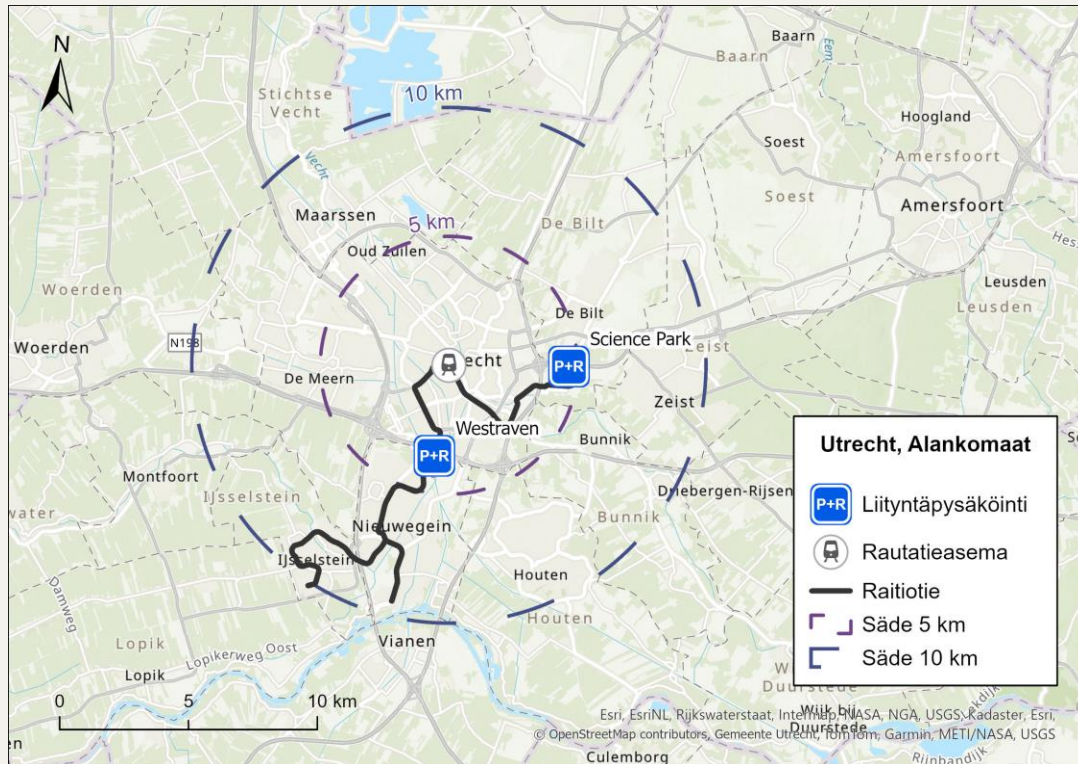 N
Baarn
Baarn
Eem
10 km
Stichtse
Vecht
Hoogland
Soest
Amersfoort
Vecht
Soest
Amersfoort
Maarssen
5 km
De Bilt
Oud Zuilen
Leusden
Leusden
Woerden
De Bilt
Science Park
N198
Zeist
Woerden
P+R
De Meern
Zeist
Westraven
Bunnik
P+R
Montfoort
IJsselstein
Driebergen-Rijsen
Bunnik
Nieuwegein
IJsselstein
Houten
Damweg
Houten
Lopik
Vianen
Lopikerweg Oost
Lopik
Culemborg
0 5 10 km
Utrecht, Alankomaat
P+R Liityntäpysäköinti
Rautatieasema
Raitiotie
Säde 5 km
Säde 10 km
Duurstede
Wijk bij
Duurstede
Rijnbandijk
Esri, EsriNL, Rijkswaterstaat, Intermap, NASA, NGA, USGS, Kadaster, Esri,
© OpenStreetMap contributors, Gemeente Utrecht, TomTom, Garmin, METI/NASA, USGS